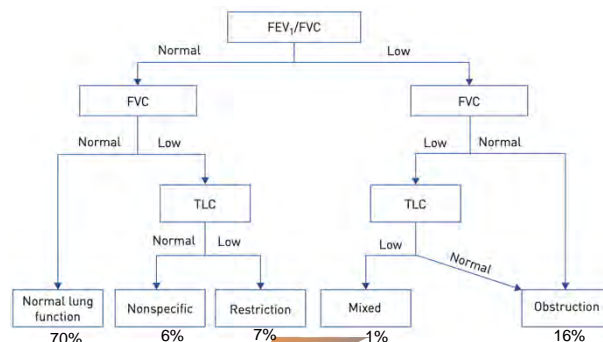 FEV₁/FVC
Normal
Low
FVC
FVC
Normal
Low
Low
Normal
TLC
TLC
Normal
Low
Low
Normal
Normal lung
function
Nonspecific
Restriction
Mixed
Obstruction
70%
6%
7%
1%
16%